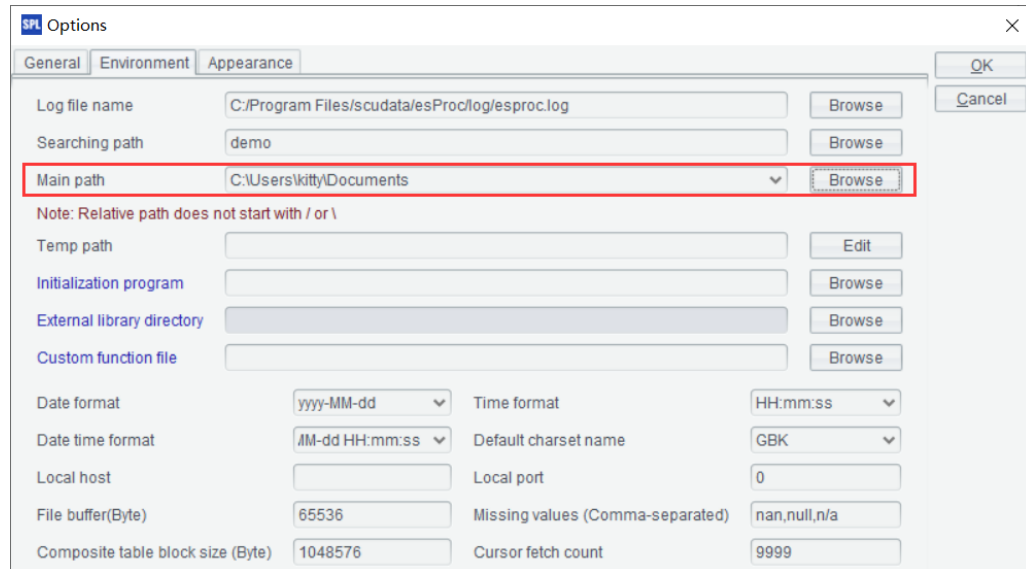 SPL Options
General Environment Appearance
OK
Log file name C:/Program Files/scudata/esProc/log/esproc.log Browse
Cancel
Searching path demo Browse
Main path C:\Users\kitty\Documents Browse
Note: Relative path does not start with / or \
Temp path Edit
Initialization program Browse
External library directory Browse
Custom function file Browse
Date format yyyy-MM-dd Time format HH:mm:ss
Date time format MM-dd HH:mm:ss Default charset name GBK
Local host Local port 0
File buffer(Byte) 65536 Missing values (Comma-separated) nan,null,n/a
Composite table block size (Byte) 1048576 Cursor fetch count 9999